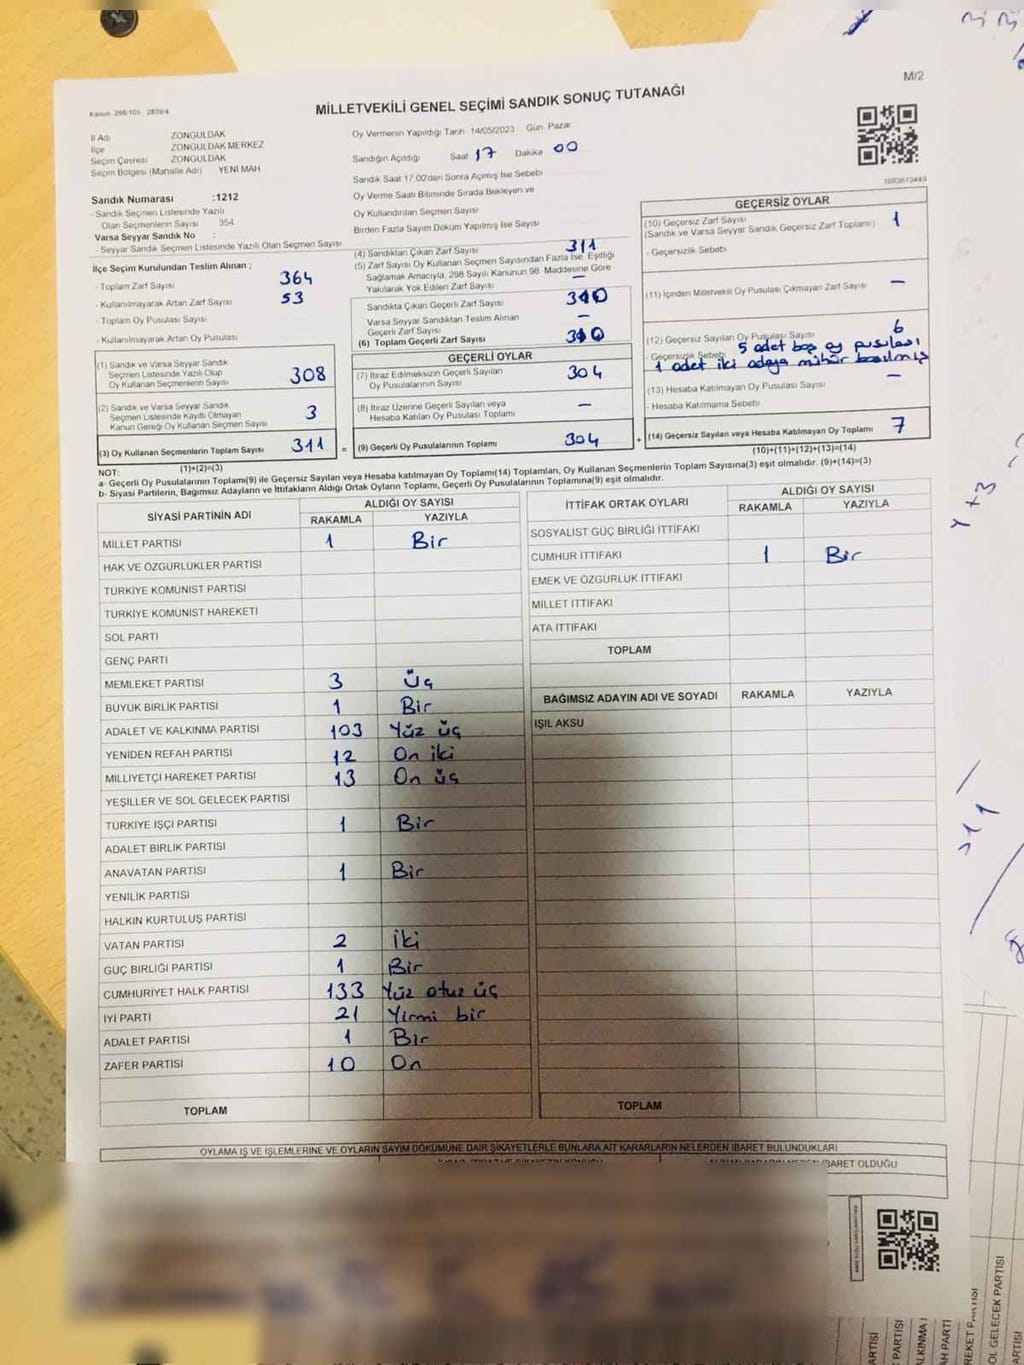 M/2
Kanun 298/105 2839/4
MİLLETVEKİLİ GENEL SEÇİMİ SANDIK SONUÇ TUTANAĞI
İl Adı ZONGULDAK
İlçe ZONGULDAK MERKEZ
Seçim Çevresi ZONGULDAK
Seçim Bölgesi (Mahalle Adı) YENİ MAH
Oy Vermenin Yapıldığı Tarih 14/05/2023 Gün Pazar
Sandığın Açıldığı Saat 17 Dakika 00
Sandık Saat 17.00'den Sonra Açılmış İse Sebebi
Oy Verme Saati Bitiminde Sırada Bekleyen ve
Oy Kullandırılan Seçmen Sayısı
Birden Fazla Sayım Döküm Yapılmış İse Sayısı
Sandık Numarası :1212
- Sandık Seçmen Listesinde Yazılı
Olan Seçmenlerin Sayısı 354
Varsa Seyyar Sandık No :
- Seyyar Sandık Seçmen Listesinde Yazılı Olan Seçmen Sayısı
İlçe Seçim Kurulundan Teslim Alınan ;
- Toplam Zarf Sayısı 364
- Kullanılmayarak Artan Zarf Sayısı 53
- Toplam Oy Pusulası Sayısı
- Kullanılmayarak Artan Oy Pusulası
(1) Sandık ve Varsa Seyyar Sandık
Seçmen Listesinde Yazılı Olup
Oy Kullanan Seçmenlerin Sayısı 308
(2) Sandık ve Varsa Seyyar Sandık
Seçmen Listesinde Kayıtlı Olmayan
Kanun Gereği Oy Kullanan Seçmen Sayısı 3
(3) Oy Kullanan Seçmenlerin Toplam Sayısı 311 =
(1)+(2)=(3)
(4) Sandıktan Çıkan Zarf Sayısı 311
(5) Zarf Sayısı Oy Kullanan Seçmen Sayısından Fazla İse, Eşitliği
Sağlamak Amacıyla, 298 Sayılı Kanunun 98. Maddesine Göre
Yakılarak Yok Edilen Zarf Sayısı –
Sandıkta Çıkan Geçerli Zarf Sayısı 310
Varsa Seyyar Sandıktan Teslim Alınan
Geçerli Zarf Sayısı –
(6) Toplam Geçerli Zarf Sayısı 310
GEÇERLİ OYLAR
(7) İtiraz Edilmeksizin Geçerli Sayılan
Oy Pusulalarının Sayısı 304
(8) İtiraz Üzerine Geçerli Sayılan veya
Hesaba Katılan Oy Pusulası Toplamı –
(9) Geçerli Oy Pusulalarının Toplamı 304 +
1003673449
GEÇERSİZ OYLAR
(10) Geçersiz Zarf Sayısı
(Sandık ve Varsa Seyyar Sandık Geçersiz Zarf Toplamı) 1
- Geçersizlik Sebebi
(11) İçinden Milletvekili Oy Pusulası Çıkmayan Zarf Sayısı –
(12) Geçersiz Sayılan Oy Pusulası Sayısı 6
- Geçersizlik Sebebi 5 adet boş oy pusulası
1 adet iki adaya mühür basılmış
(13) Hesaba Katılmayan Oy Pusulası Sayısı –
- Hesaba Katılmama Sebebi
(14) Geçersiz Sayılan veya Hesaba Katılmayan Oy Toplamı 7
(10)+(11)+(12)+(13)=(14)
NOT:
a- Geçerli Oy Pusulalarının Toplamı(9) ile Geçersiz Sayılan veya Hesaba katılmayan Oy Toplamı(14) Toplamları, Oy Kullanan Seçmenlerin Toplam Sayısına(3) eşit olmalıdır. (9)+(14)=(3)
b- Siyasi Partilerin, Bağımsız Adayların ve İttifakların Aldığı Ortak Oyların Toplamı, Geçerli Oy Pusulalarının Toplamına(9) eşit olmalıdır.
SİYASİ PARTİNİN ADI ALDIĞI OY SAYISI
RAKAMLA YAZIYLA
MİLLET PARTİSİ 1 Bir
HAK VE ÖZGÜRLÜKLER PARTİSİ
TÜRKİYE KOMÜNİST PARTİSİ
TÜRKİYE KOMÜNİST HAREKETİ
SOL PARTİ
GENÇ PARTİ
MEMLEKET PARTİSİ 3 Üç
BÜYÜK BİRLİK PARTİSİ 1 Bir
ADALET VE KALKINMA PARTİSİ 103 Yüz üç
YENİDEN REFAH PARTİSİ 12 On iki
MİLLİYETÇİ HAREKET PARTİSİ 13 On üç
YEŞİLLER VE SOL GELECEK PARTİSİ
TÜRKİYE İŞÇİ PARTİSİ 1 Bir
ADALET BİRLİK PARTİSİ
ANAVATAN PARTİSİ 1 Bir
YENİLİK PARTİSİ
HALKIN KURTULUŞ PARTİSİ
VATAN PARTİSİ 2 İki
GÜÇ BİRLİĞİ PARTİSİ 1 Bir
CUMHURİYET HALK PARTİSİ 133 Yüz otuz üç
İYİ PARTİ 21 Yirmi bir
ADALET PARTİSİ 1 Bir
ZAFER PARTİSİ 10 On
TOPLAM
İTTİFAK ORTAK OYLARI ALDIĞI OY SAYISI
RAKAMLA YAZIYLA
SOSYALİST GÜÇ BİRLİĞİ İTTİFAKI
CUMHUR İTTİFAKI 1 Bir
EMEK VE ÖZGÜRLÜK İTTİFAKI
MİLLET İTTİFAKI
ATA İTTİFAKI
TOPLAM
BAĞIMSIZ ADAYIN ADI VE SOYADI RAKAMLA YAZIYLA
IŞIL AKSU
TOPLAM
OYLAMA İŞ VE İŞLEMLERİNE VE OYLARIN SAYIM DÖKÜMÜNE DAİR ŞİKAYETLERLE BUNLARA AİT KARARLARIN NELERDEN İBARET BULUNDUKLARI
İBARET OLDUĞU